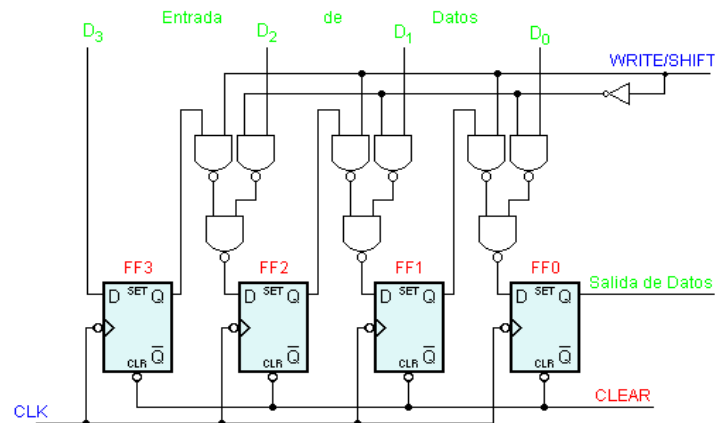 Entrada de Datos
D3 D2 D1 D0
WRITE/SHIFT
FF3 FF2 FF1 FF0
Salida de Datos
D SET Q D SET Q D SET Q D SET Q
CLR Q̅ CLR Q̅ CLR Q̅ CLR Q̅
CLEAR
CLK